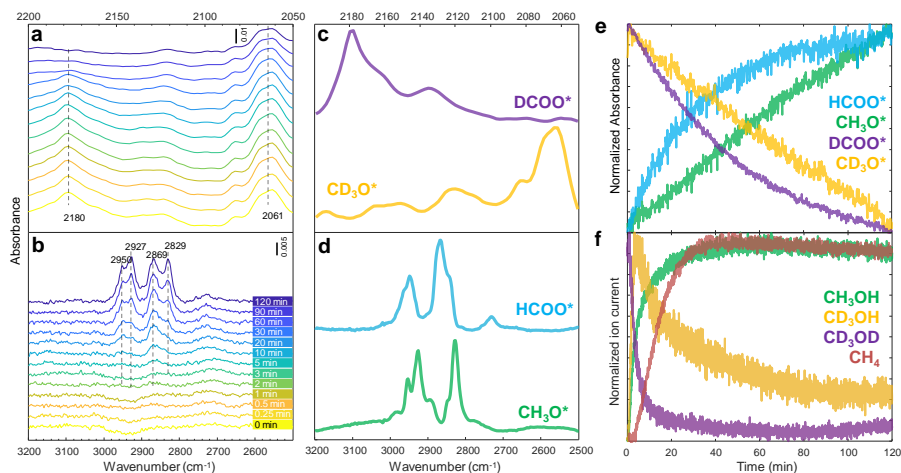 2200 2150 2100 2050
a
0.01
2180
2061
Absorbance
b
0.005
2950
2927
2869
2829
120 min
90 min
60 min
30 min
20 min
10 min
5 min
3 min
2 min
1 min
0.5 min
0.25 min
0 min
3200 3100 3000 2900 2800 2700 2600 2500
Wavenumber (cm⁻¹)
2180 2160 2140 2120 2100 2080 2060
c
DCOO*
CD₃O*
d
HCOO*
CH₃O*
3200 3100 3000 2900 2800 2700 2600 2500
Wavenumber (cm⁻¹)
e
Normalized Absorbance
HCOO*
CH₃O*
DCOO*
CD₃O*
f
Normalized ion current
CH3OH
CD3OH
CD3OD
CH₄
0 20 40 60 80 100 120
Time (min)